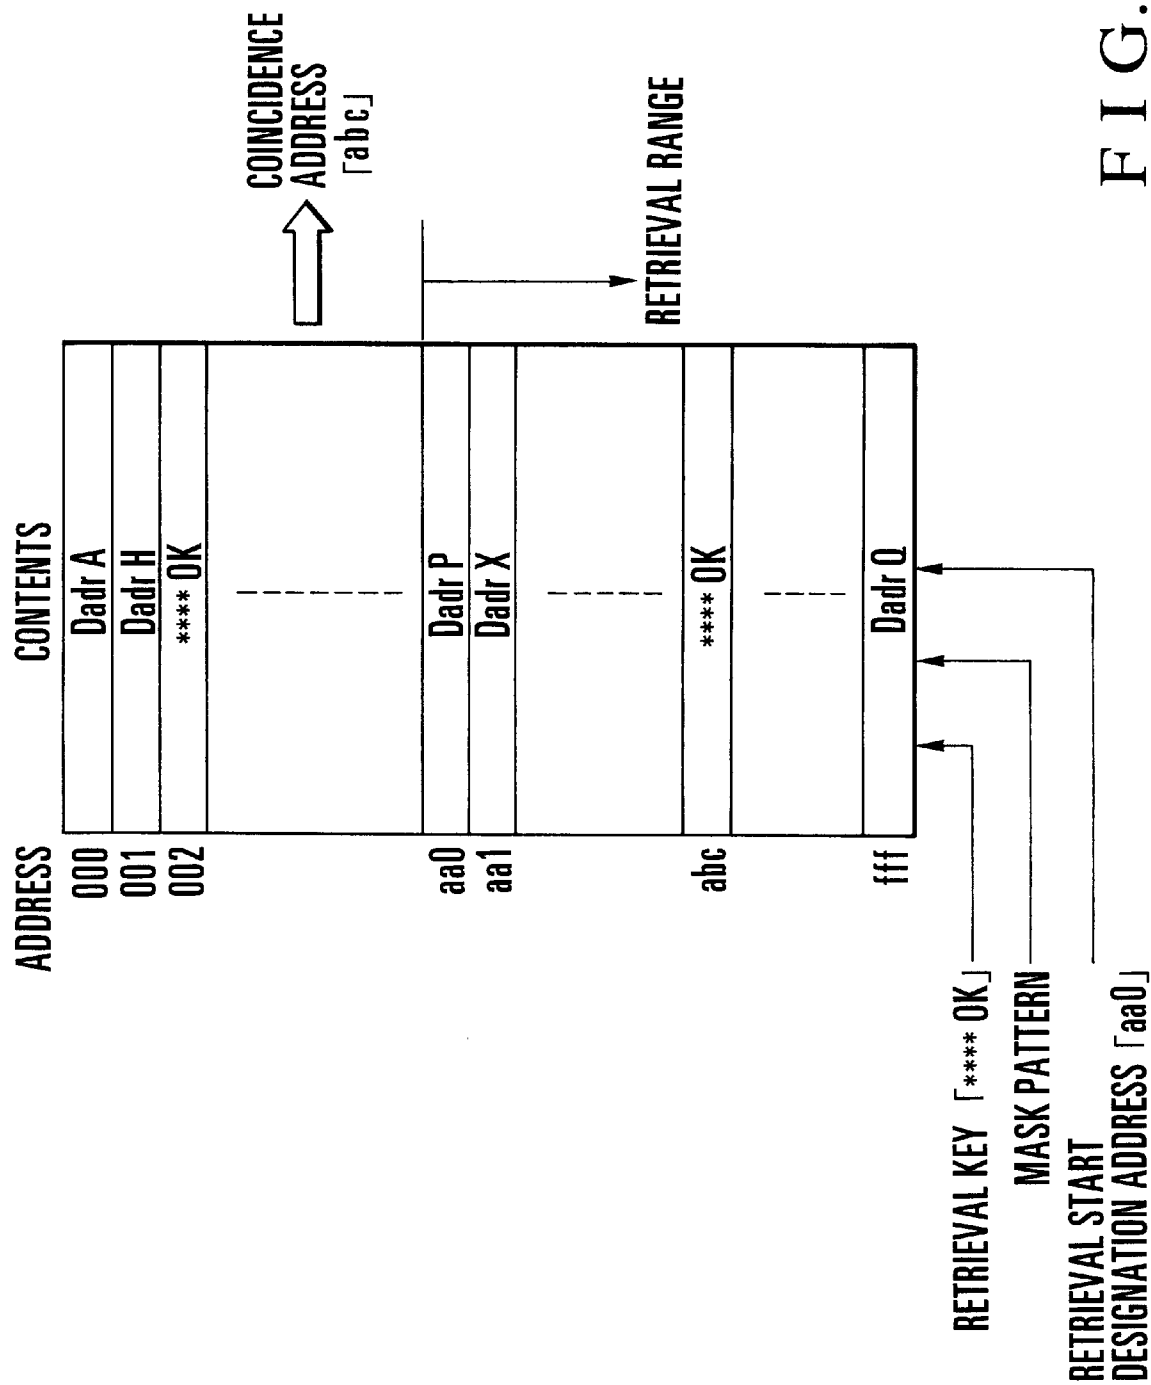 ADDRESS
CONTENTS
000
Dadr A
001
Dadr H
002
**** OK
COINCIDENCE
ADDRESS
「abc」
aa0
Dadr P
aa1
Dadr X
RETRIEVAL RANGE
abc
**** OK
fff
Dadr Q
RETRIEVAL KEY 「**** OK」
MASK PATTERN
RETRIEVAL START
DESIGNATION ADDRESS 「aa0」
FIG.